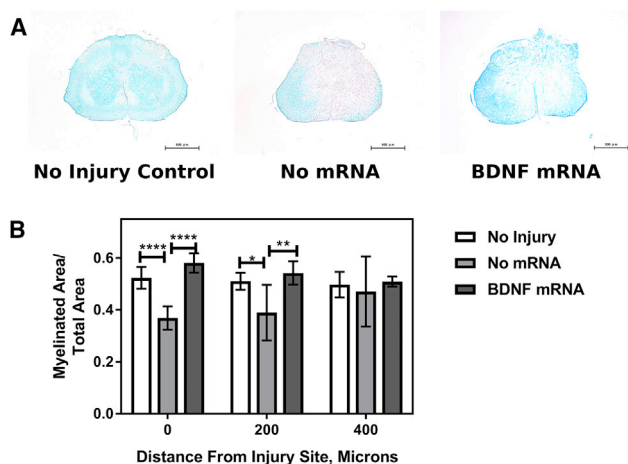 A
No Injury Control
No mRNA
BDNF mRNA
B
Myelinated Area/
Total Area
0.6
0.4
0.2
0.0
****
****
*
**
0
200
400
Distance From Injury Site, Microns
No Injury
No mRNA
BDNF mRNA